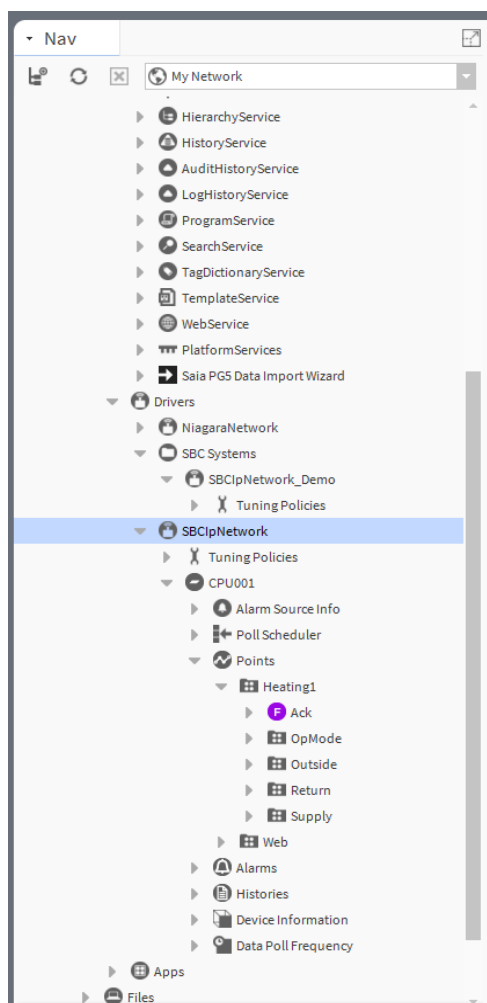 Nav
My Network
HierarchyService
HistoryService
AuditHistoryService
LogHistoryService
ProgramService
SearchService
TagDictionaryService
TemplateService
WebService
PlatformServices
Saia PG5 Data Import Wizard
Drivers
NiagaraNetwork
SBC Systems
SBCIpNetwork_Demo
Tuning Policies
SBCIpNetwork
Tuning Policies
CPU001
Alarm Source Info
Poll Scheduler
Points
Heating1
F Ack
OpMode
Outside
Return
Supply
Web
Alarms
Histories
Device Information
Data Poll Frequency
Apps
Files